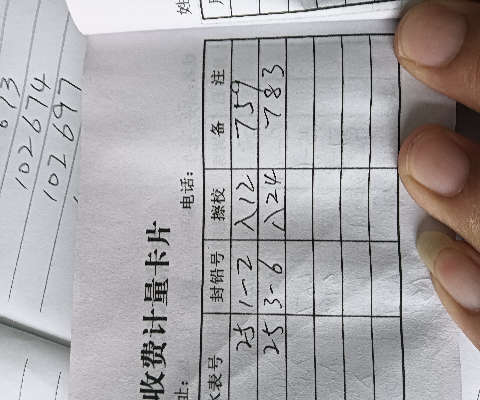 收费计量卡片
址: 电话:
水表号 封铅号 擦校 备 注
25 1-2 入12 759
25 3-6 入24 783
102674
102697